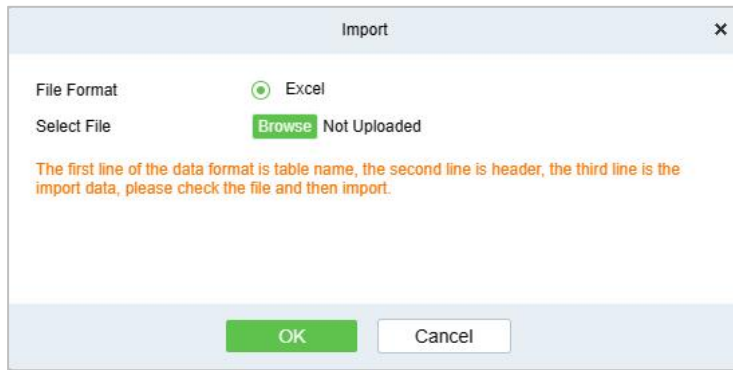 Import
File Format Excel
Select File Browse Not Uploaded
The first line of the data format is table name, the second line is header, the third line is the
import data, please check the file and then import.
OK Cancel